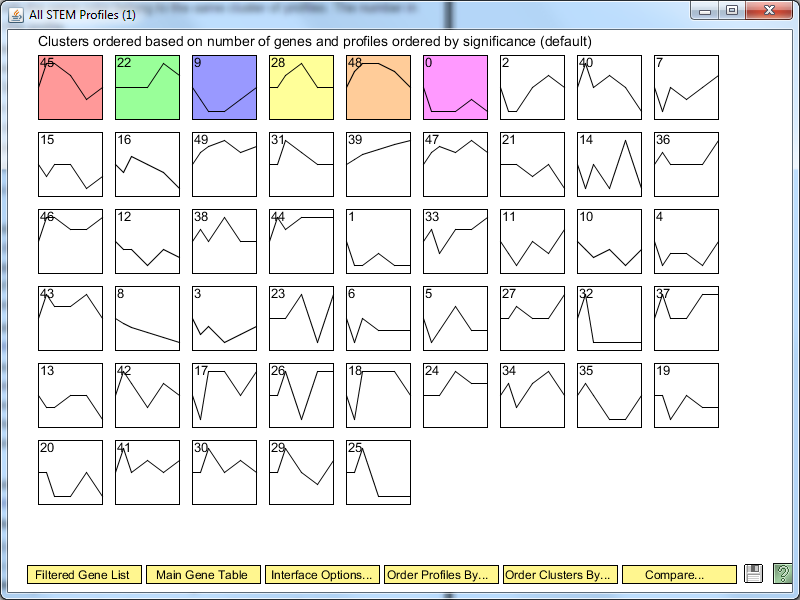 All STEM Profiles (1)
Clusters ordered based on number of genes and profiles ordered by significance (default)
45 22 9 28 48 0 2 40 7
15 16 49 31 39 47 21 14 36
46 12 38 44 1 33 11 10 4
43 8 3 23 6 5 27 32 37
13 42 17 26 18 24 34 35 19
20 41 30 29 25
Filtered Gene List Main Gene Table Interface Options... Order Profiles By... Order Clusters By... Compare... ?